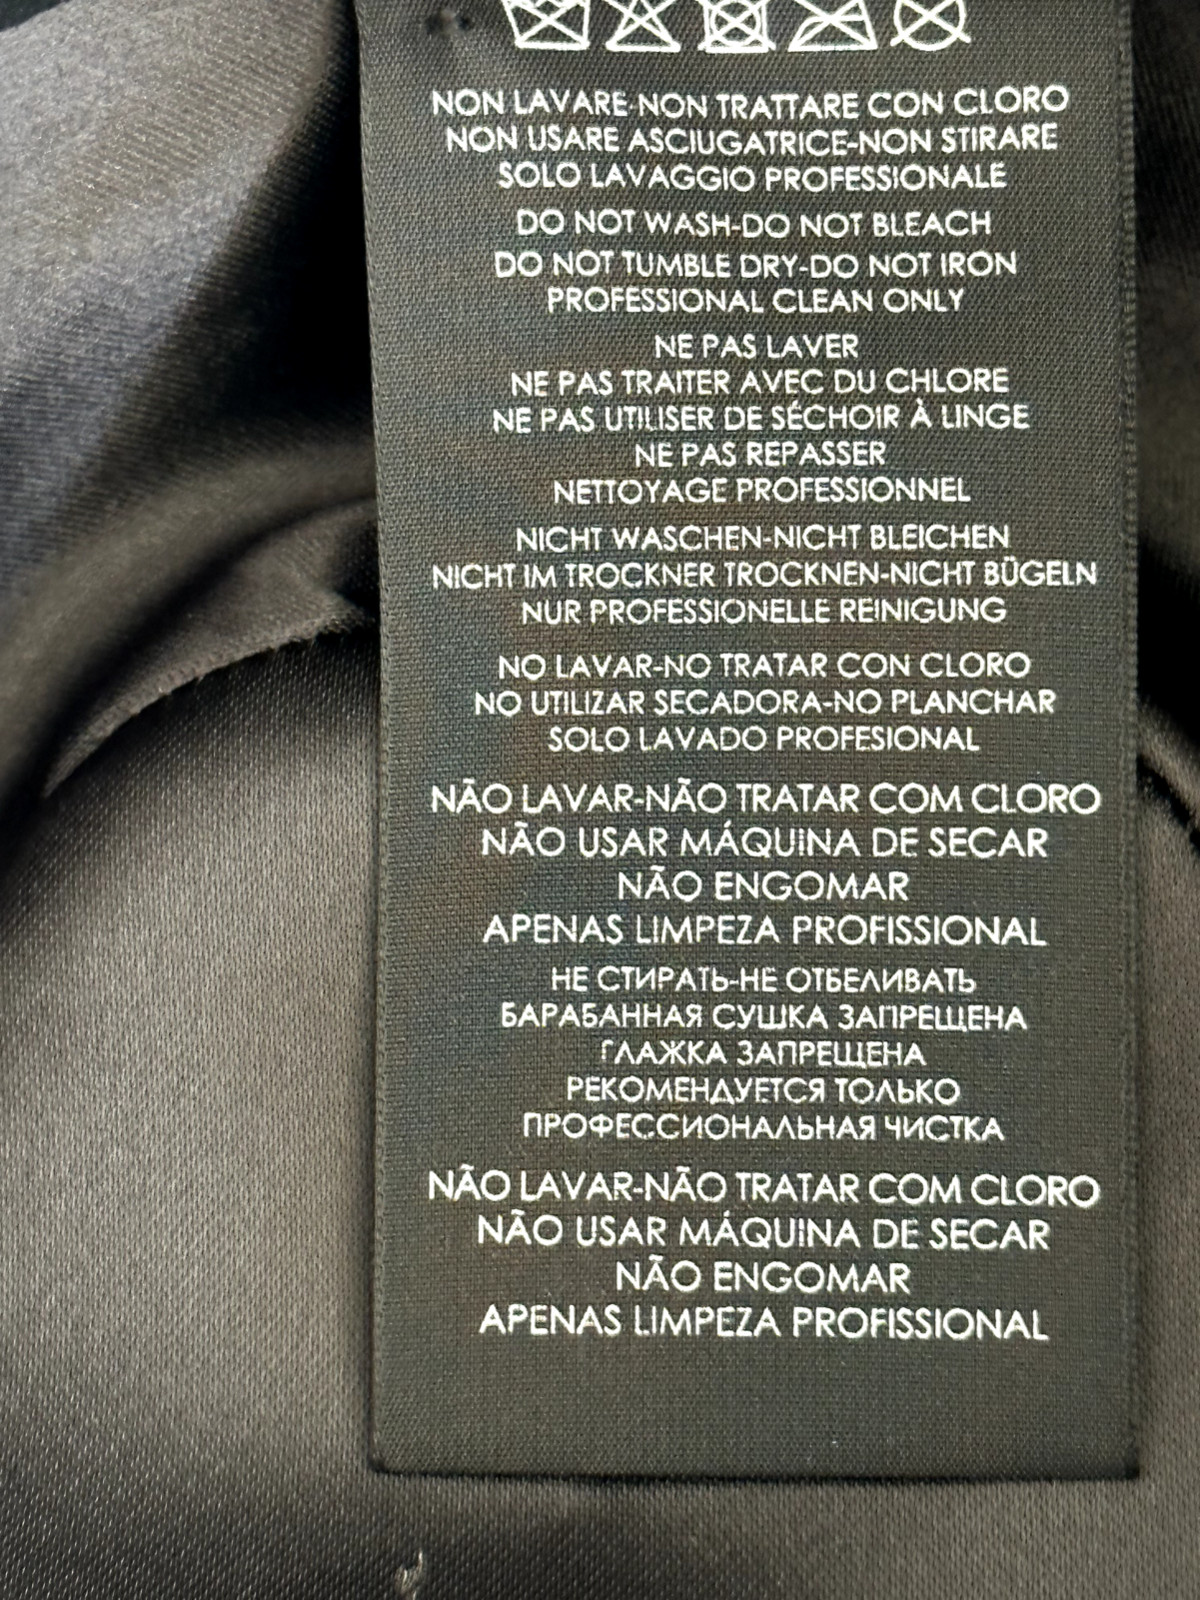 NON LAVARE-NON TRATTARE CON CLORO
NON USARE ASCIUGATRICE-NON STIRARE
SOLO LAVAGGIO PROFESSIONALE
DO NOT WASH-DO NOT BLEACH
DO NOT TUMBLE DRY-DO NOT IRON
PROFESSIONAL CLEAN ONLY
NE PAS LAVER
NE PAS TRAITER AVEC DU CHLORE
NE PAS UTILISER DE SÉCHOIR À LINGE
NE PAS REPASSER
NETTOYAGE PROFESSIONNEL
NICHT WASCHEN-NICHT BLEICHEN
NICHT IM TROCKNER TROCKNEN-NICHT BÜGELN
NUR PROFESSIONELLE REINIGUNG
NO LAVAR-NO TRATAR CON CLORO
NO UTILIZAR SECADORA-NO PLANCHAR
SOLO LAVADO PROFESIONAL
NÃO LAVAR-NÃO TRATAR COM CLORO
NÃO USAR MÁQUINA DE SECAR
NÃO ENGOMAR
APENAS LIMPEZA PROFISSIONAL
НЕ СТИРАТЬ-НЕ ОТБЕЛИВАТЬ
БАРАБАННАЯ СУШКА ЗАПРЕЩЕНА
ГЛАЖКА ЗАПРЕЩЕНА
РЕКОМЕНДУЕТСЯ ТОЛЬКО
ПРОФЕССИОНАЛЬНАЯ ЧИСТКА
NÃO LAVAR-NÃO TRATAR COM CLORO
NÃO USAR MÁQUINA DE SECAR
NÃO ENGOMAR
APENAS LIMPEZA PROFISSIONAL